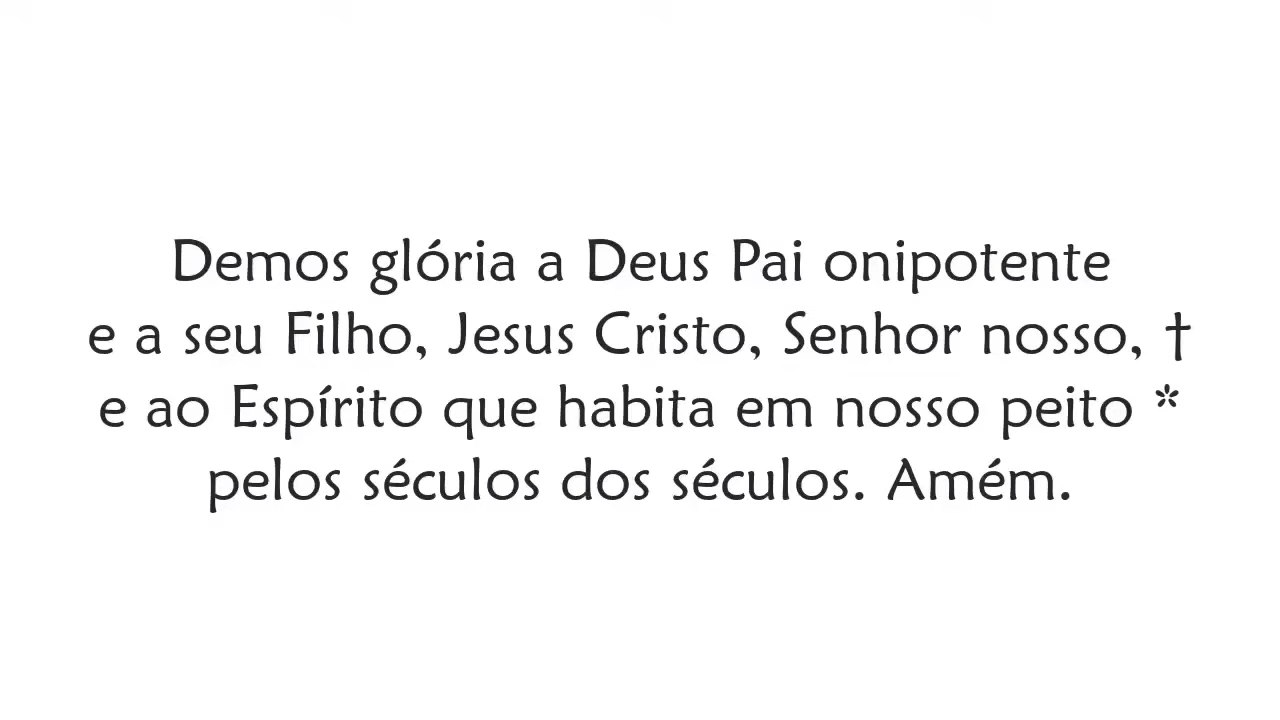 Demos glória a Deus Pai onipotente
e a seu Filho, Jesus Cristo, Senhor nosso, †
e ao Espírito que habita em nosso peito *
pelos séculos dos séculos. Amém.